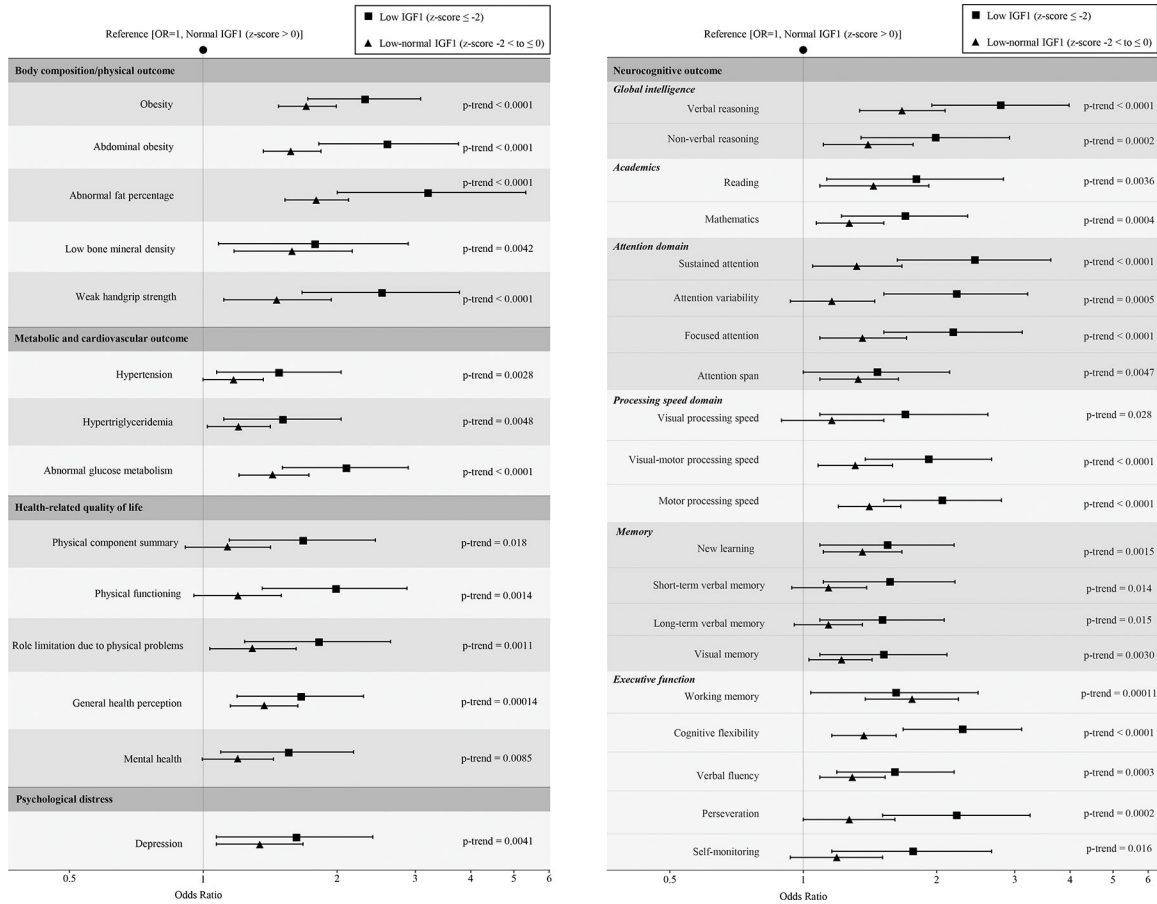 ■ Low IGF1 (z-score ≤ -2)
▲ Low-normal IGF1 (z-score -2 < to ≤ 0)
Reference [OR=1, Normal IGF1 (z-score > 0)]
Body composition/physical outcome
Obesity p-trend < 0.0001
Abdominal obesity p-trend < 0.0001
Abnormal fat percentage p-trend < 0.0001
Low bone mineral density p-trend = 0.0042
Weak handgrip strength p-trend < 0.0001
Metabolic and cardiovascular outcome
Hypertension p-trend = 0.0028
Hypertriglyceridemia p-trend = 0.0048
Abnormal glucose metabolism p-trend < 0.0001
Health-related quality of life
Physical component summary p-trend = 0.018
Physical functioning p-trend = 0.0014
Role limitation due to physical problems p-trend = 0.0011
General health perception p-trend = 0.00014
Mental health p-trend = 0.0085
Psychological distress
Depression p-trend = 0.0041
0.5 1 2 3 4 5 6
Odds Ratio
■ Low IGF1 (z-score ≤ -2)
▲ Low-normal IGF1 (z-score -2 < to ≤ 0)
Reference [OR=1, Normal IGF1 (z-score > 0)]
Neurocognitive outcome
Global intelligence
Verbal reasoning p-trend < 0.0001
Non-verbal reasoning p-trend = 0.0002
Academics
Reading p-trend = 0.0036
Mathematics p-trend = 0.0004
Attention domain
Sustained attention p-trend < 0.0001
Attention variability p-trend = 0.0005
Focused attention p-trend < 0.0001
Attention span p-trend = 0.0047
Processing speed domain
Visual processing speed p-trend = 0.028
Visual-motor processing speed p-trend < 0.0001
Motor processing speed p-trend < 0.0001
Memory
New learning p-trend = 0.0015
Short-term verbal memory p-trend = 0.014
Long-term verbal memory p-trend = 0.015
Visual memory p-trend = 0.0030
Executive function
Working memory p-trend = 0.00011
Cognitive flexibility p-trend < 0.0001
Verbal fluency p-trend = 0.0003
Perseveration p-trend = 0.0002
Self-monitoring p-trend = 0.016
0.5 1 2 3 4 5 6
Odds Ratio